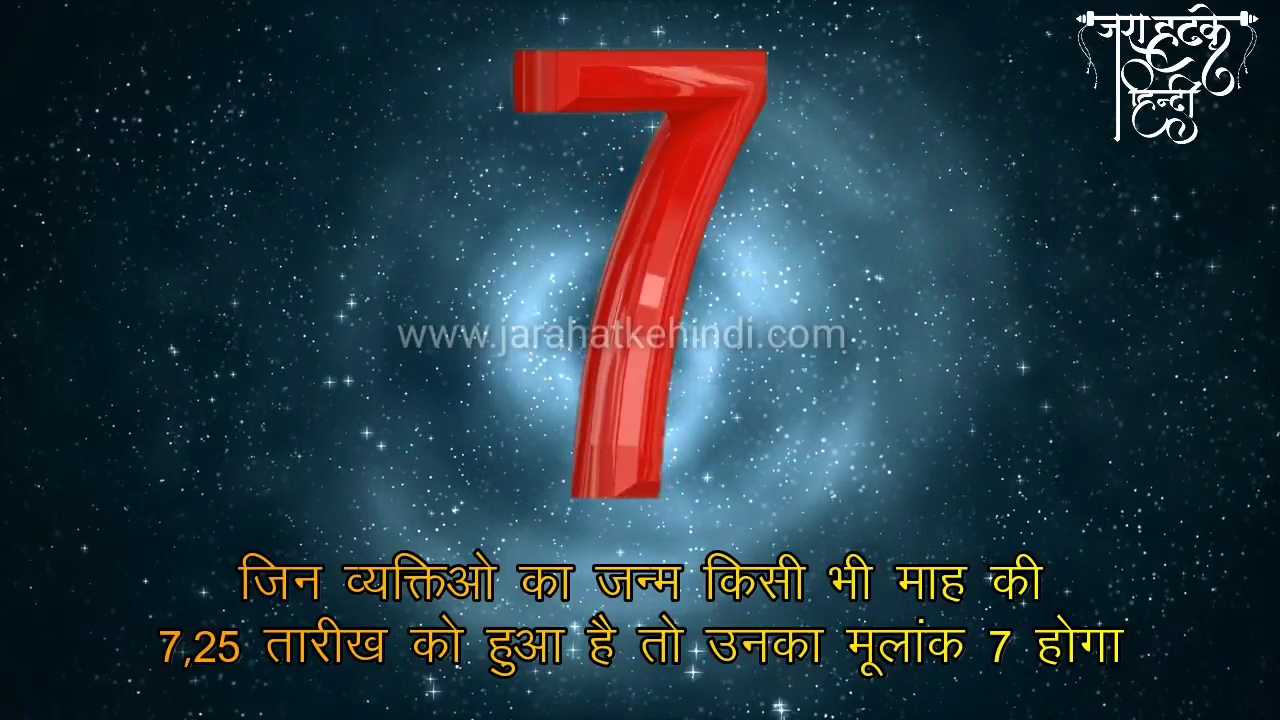 जरा हटके
हिन्दी
7
www.jarahatkehindi.com
जिन व्यक्तिओ का जन्म किसी भी माह की
7,25 तारीख को हुआ है तो उनका मूलांक 7 होगा